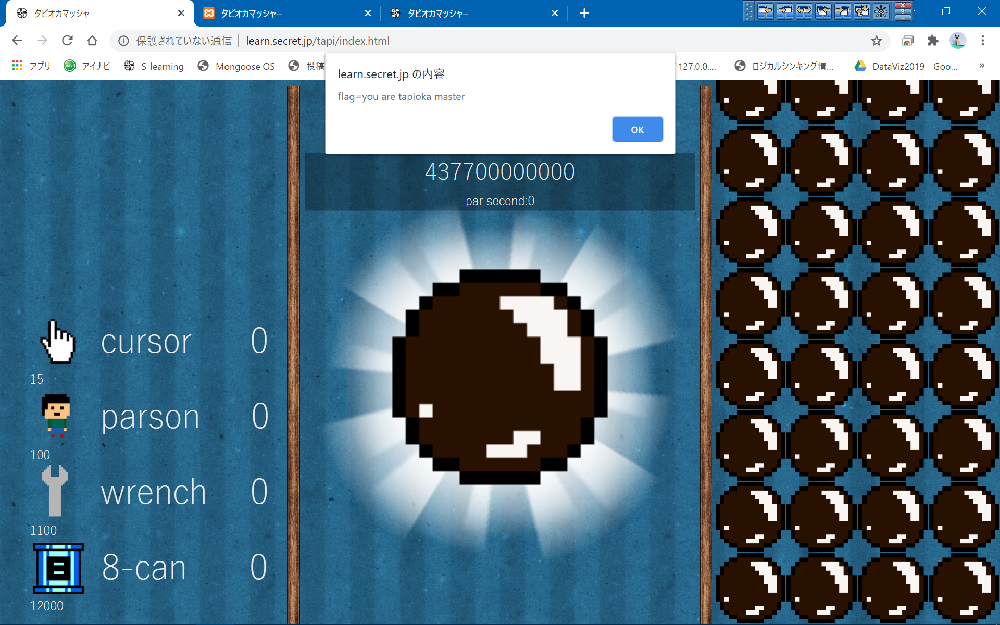 タピオカマッシャー
タピオカマッシャー
タピオカマッシャー
保護されていない通信 | learn.secret.jp/tapi/index.html
アプリ
アイナビ
S_learning
Mongoose OS
投稿
127.0.0....
ロジカルシンキング情...
DataViz2019 - Goo...
»
learn.secret.jp の内容
flag=you are tapioka master
OK
437700000000
par second:0
cursor 0
15
parson 0
100
wrench 0
1100
8-can 0
12000